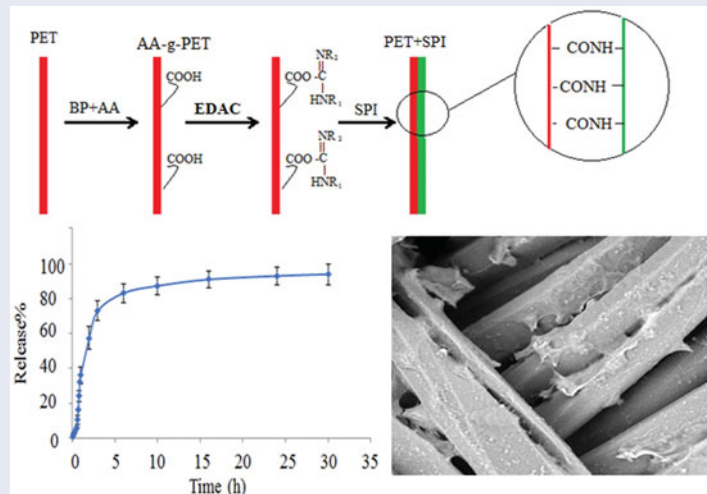 PET
AA-g-PET
PET+SPI
BP+AA
COOH
COOH
EDAC
NR₂
COO - C
HNR₁
NR₂
COO - C
HNR₁
SPI
- CONH -
-CONH -
- CONH-
Release%
100
80
60
40
20
0
0 5 10 15 20 25 30 35
Time (h)